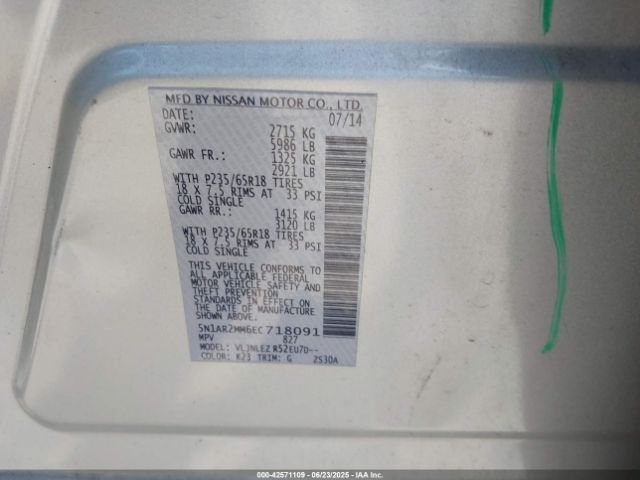 MFD BY NISSAN MOTOR CO., LTD.
DATE: 07/14
GVWR: 2715 KG
5986 LB
GAWR FR.: 1325 KG
2921 LB
WITH P235/65R18 TIRES
18 X 7.5 RIMS AT 33 PSI
COLD SINGLE
GAWR RR.: 1415 KG
3120 LB
WITH P235/65R18 TIRES
18 X 7.5 RIMS AT 33 PSI
COLD SINGLE
THIS VEHICLE CONFORMS TO
ALL APPLICABLE FEDERAL
MOTOR VEHICLE SAFETY AND
THEFT PREVENTION
STANDARDS IN EFFECT ON
THE DATE OF MANUFACTURE
SHOWN ABOVE.
5N1AR2MM6EC718091
MPV 827
MODEL: VLJNLEZ R52EU7D--
COLOR: K23 TRIM: G 2S30A
000-42571109 - 06/23/2025 - IAA Inc.